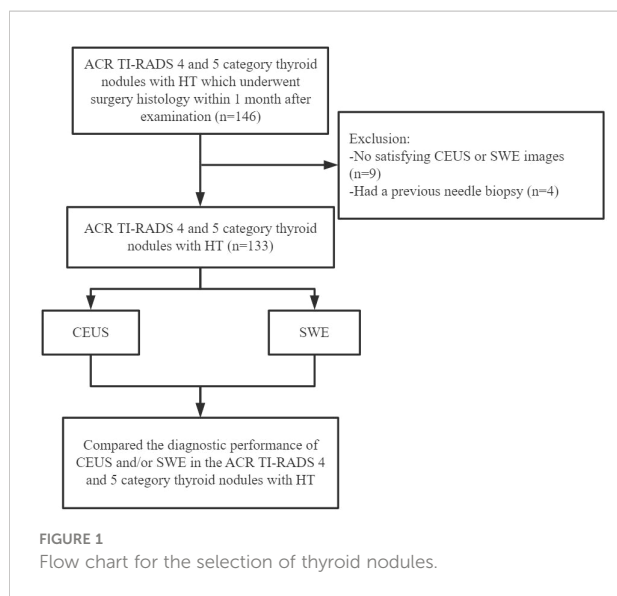 ACR TI-RADS 4 and 5 category thyroid
nodules with HT which underwent
surgery histology within 1 month after
examination (n=146)
Exclusion:
-No satisfying CEUS or SWE images
(n=9)
-Had a previous needle biopsy (n=4)
ACR TI-RADS 4 and 5 category thyroid
nodules with HT (n=133)
CEUS
SWE
Compared the diagnostic performance of
CEUS and/or SWE in the ACR TI-RADS 4
and 5 category thyroid nodules with HT
FIGURE 1
Flow chart for the selection of thyroid nodules.